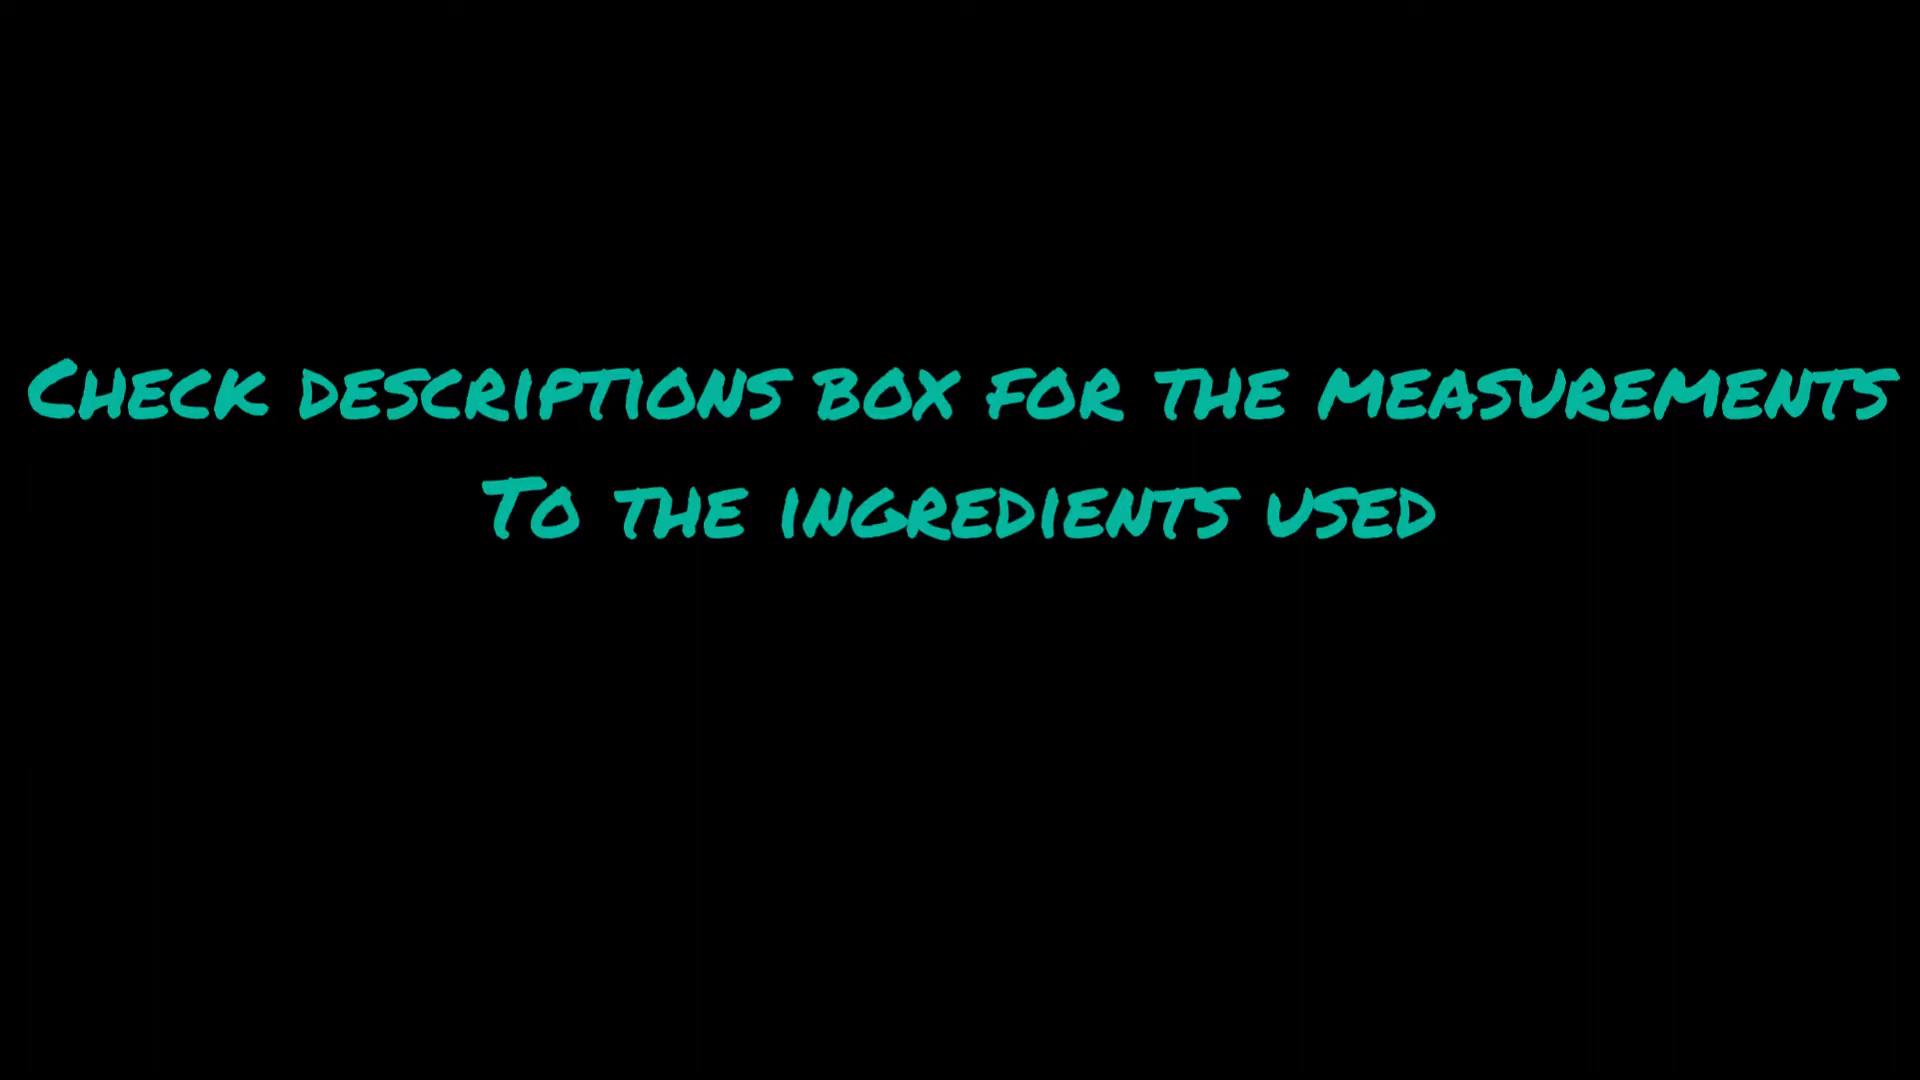 Check descriptions box for the measurements
To the ingredients used